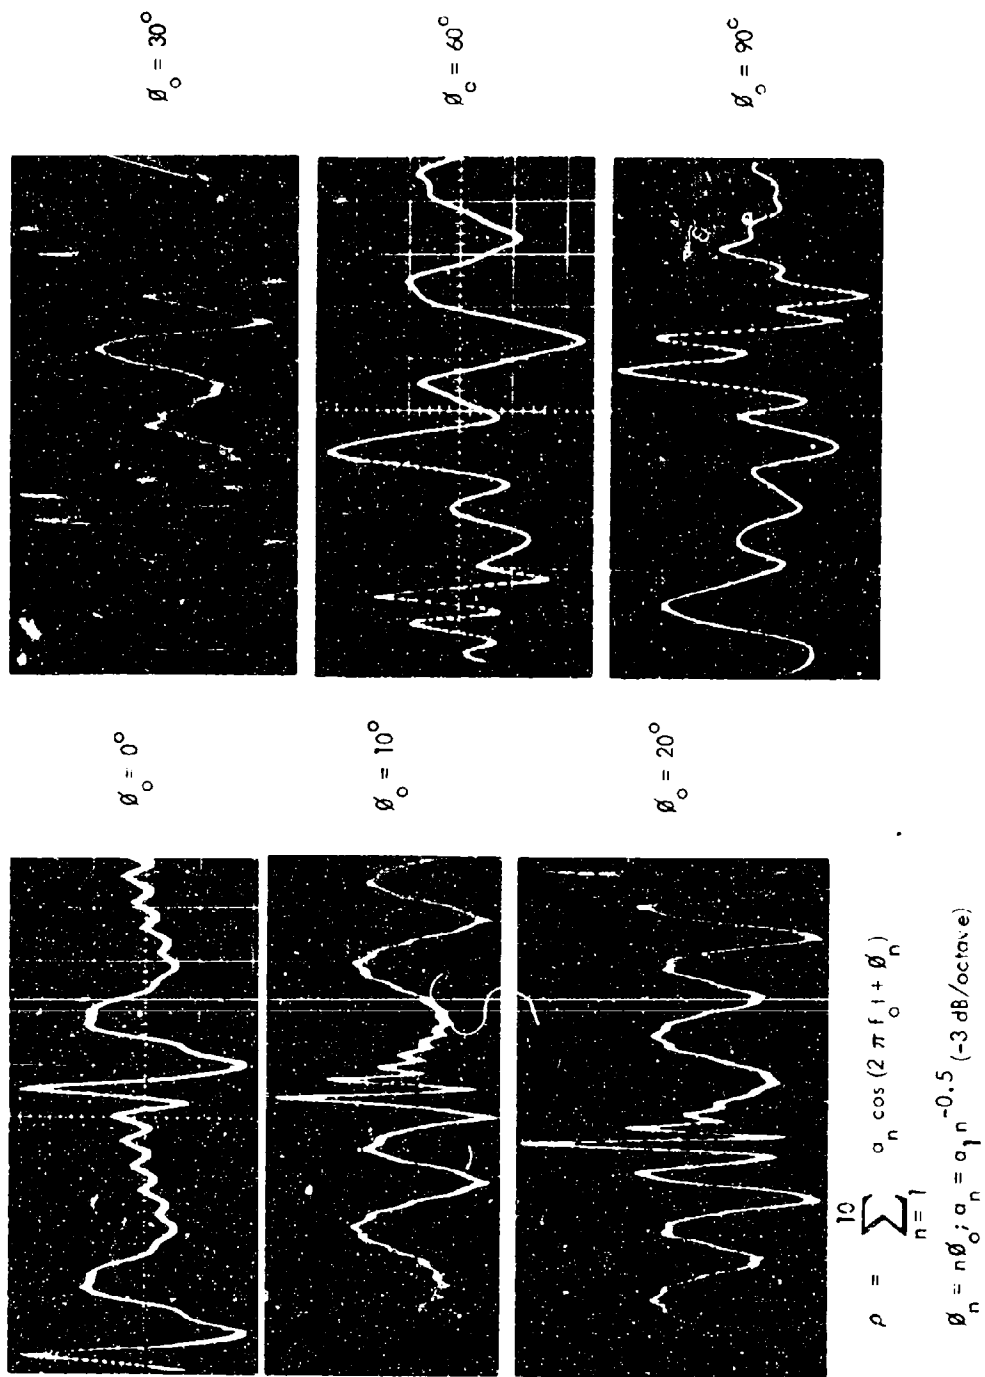 ø_o = 30°
ø_o = 60°
ø_o = 90°
ø_o = 0°
ø_o = 10°
ø_o = 20°
ρ = Σ_{n = 1}^{10} a_n cos (2 π f_o t + ø_n)
ø_n = nø_o; a_n = a_1 n^{-0.5} (-3 dB/octave)